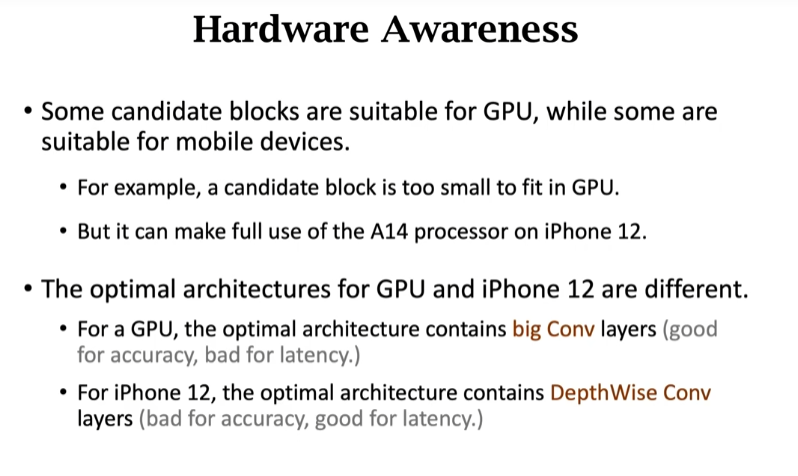 Hardware Awareness
• Some candidate blocks are suitable for GPU, while some are
suitable for mobile devices.
• For example, a candidate block is too small to fit in GPU.
• But it can make full use of the A14 processor on iPhone 12.
• The optimal architectures for GPU and iPhone 12 are different.
• For a GPU, the optimal architecture contains big Conv layers (good
for accuracy, bad for latency.)
• For iPhone 12, the optimal architecture contains DepthWise Conv
layers (bad for accuracy, good for latency.)